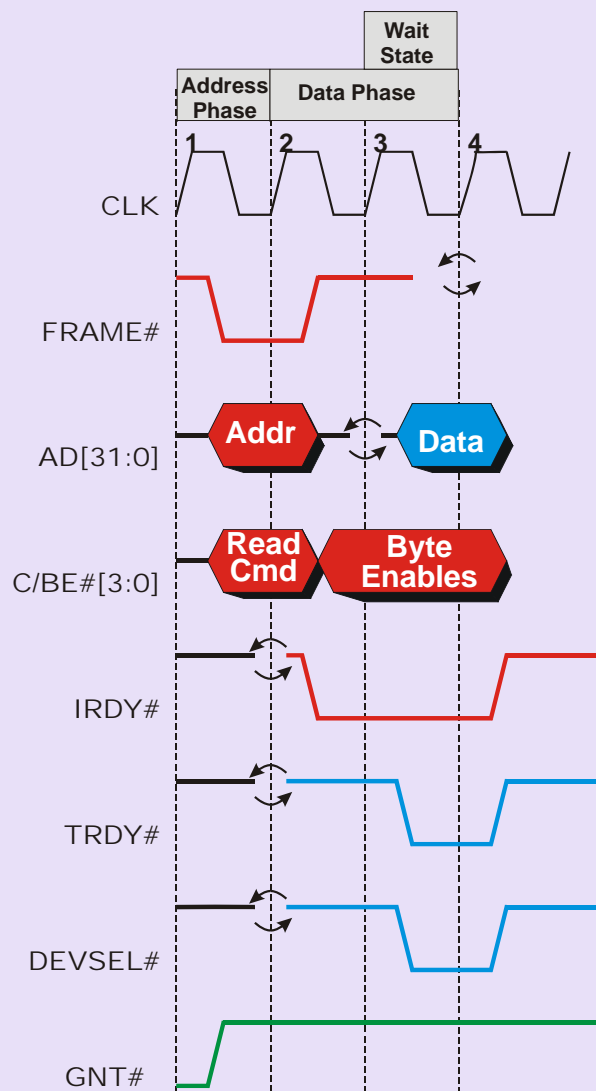 Wait
State
Address
Phase
Data Phase
1
2
3
4
CLK
FRAME#
Addr
Data
AD[31:0]
Read
Cmd
Byte
Enables
C/BE#[3:0]
IRDY#
TRDY#
DEVSEL#
GNT#